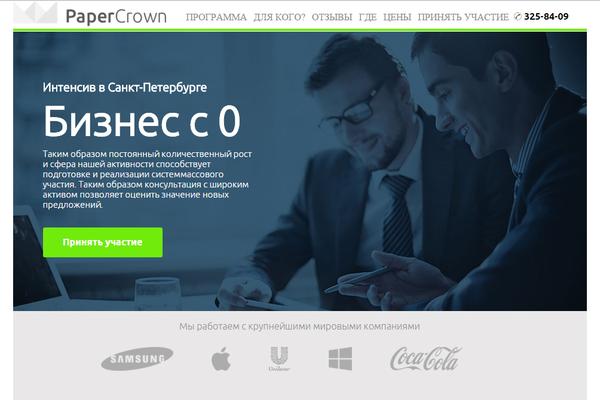 PaperCrown
ПРОГРАММА ДЛЯ КОГО? ОТЗЫВЫ ГДЕ ЦЕНЫ ПРИНЯТЬ УЧАСТИЕ ✆ 325-84-09
Интенсив в Санкт-Петербурге
Бизнес с 0
Таким образом постоянный количественный рост
и сфера нашей активности способствует
подготовке и реализации системмассового
участия. Таким образом консультация с широким
активом позволяет оценить значение новых
предложений.
Принять участие
Мы работаем с крупнейшими мировыми компаниями
SAMSUNG
Unilever
Coca-Cola